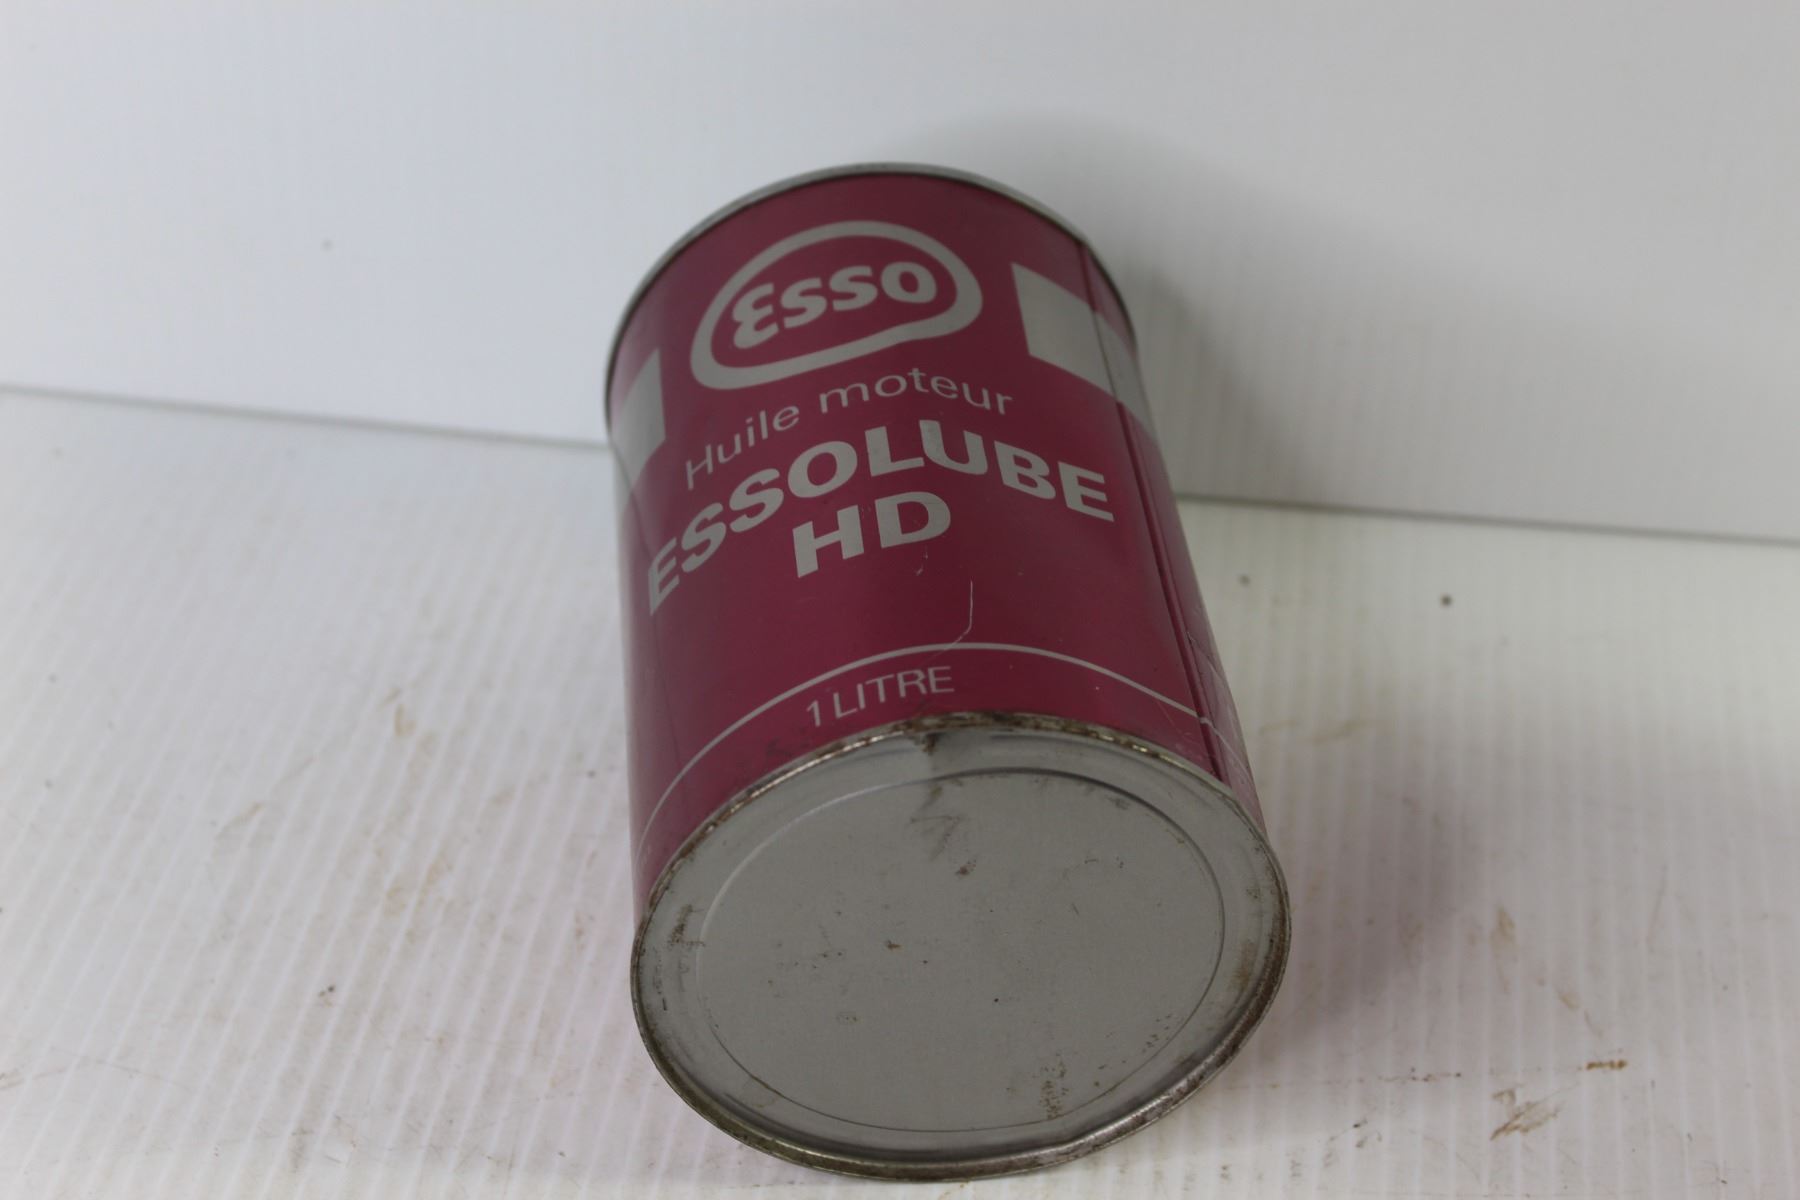 Esso
Huile moteur
ESSOLUBE
HD
1 LITRE